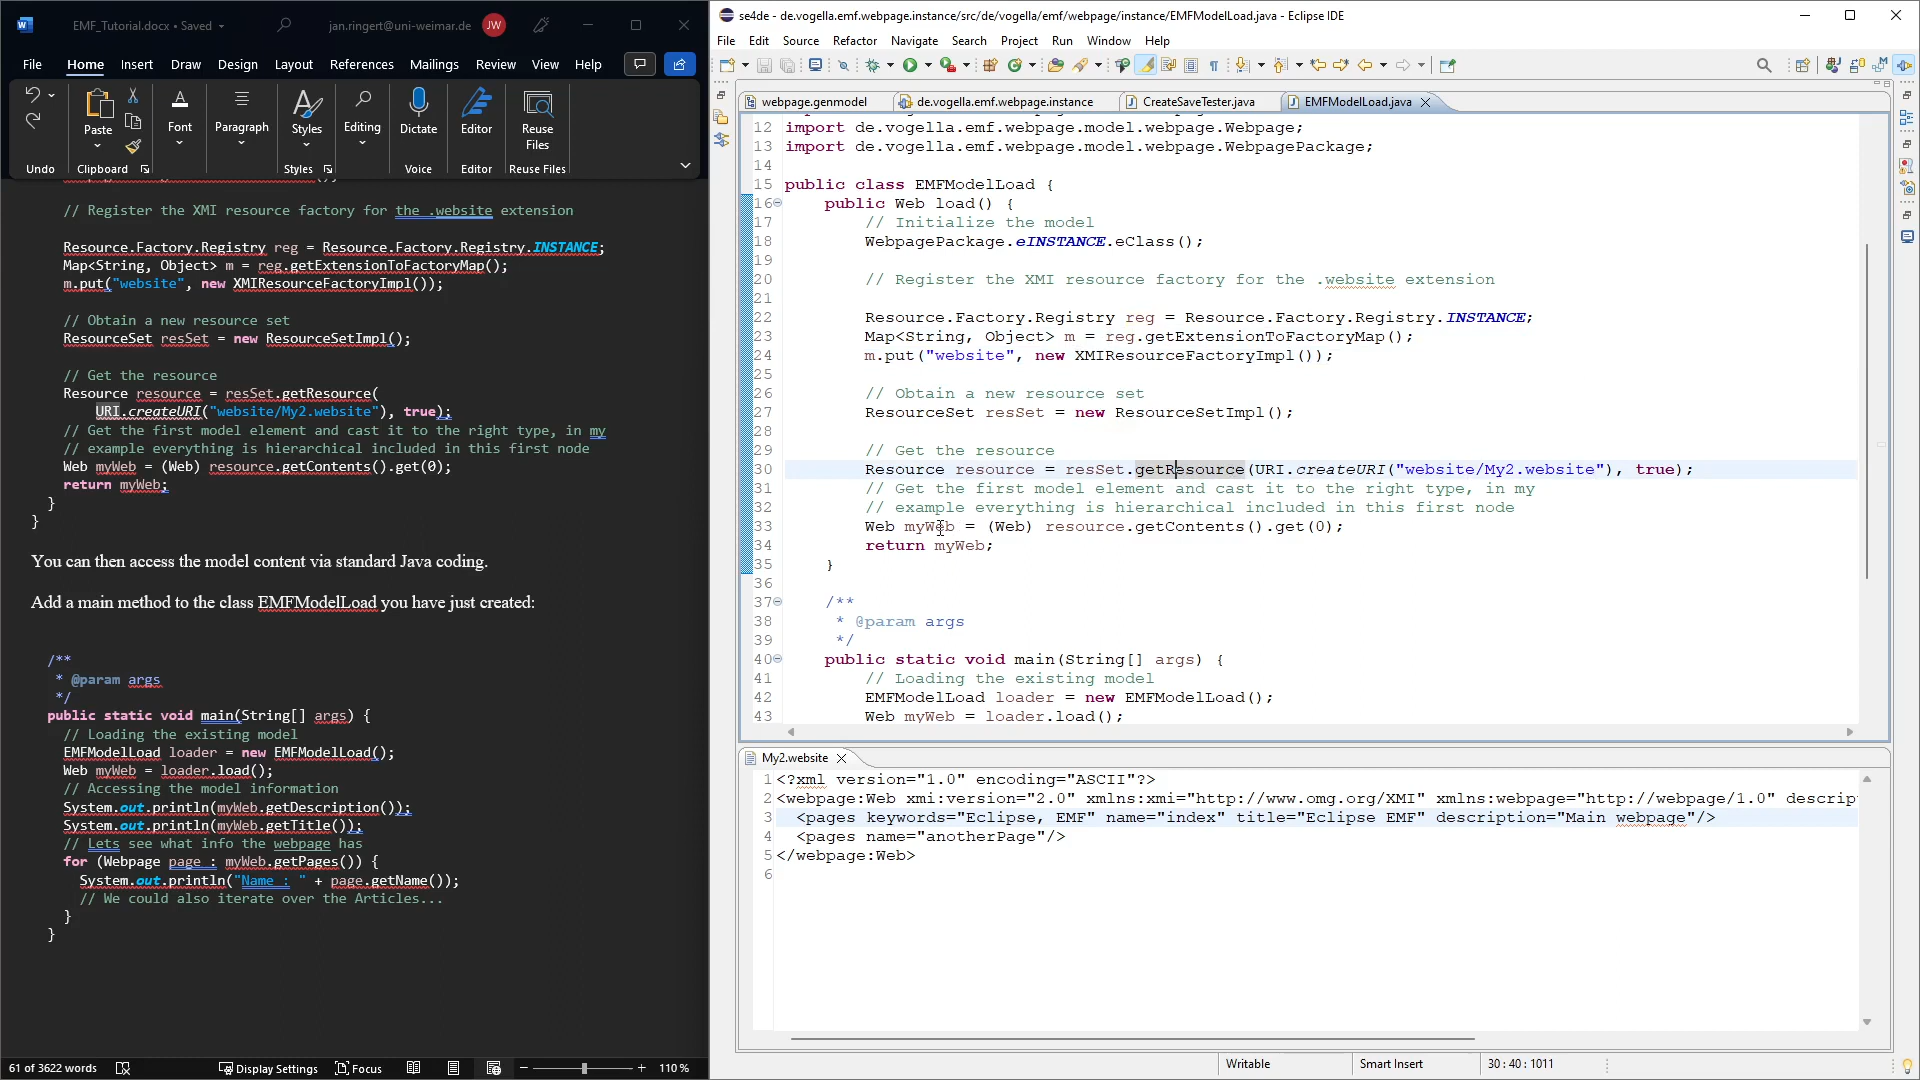 EMF_Tutorial.docx • Saved
jan.ringert@uni-weimar.de
JW
File Home Insert Draw Design Layout References Mailings Review View Help
Paste
Font
Paragraph
Styles
Editing
Dictate
Editor
Reuse
Files
Undo
Clipboard
Styles
Voice
Editor
Reuse Files
// Register the XMI resource factory for the .website extension
Resource.Factory.Registry reg = Resource.Factory.Registry.INSTANCE;
Map<String, Object> m = reg.getExtensionToFactoryMap();
m.put("website", new XMIResourceFactoryImpl());
// Obtain a new resource set
ResourceSet resSet = new ResourceSetImpl();
// Get the resource
Resource resource = resSet.getResource(
URI.createURI("website/My2.website"), true);
// Get the first model element and cast it to the right type, in my
// example everything is hierarchical included in this first node
Web myWeb = (Web) resource.getContents().get(0);
return myWeb;
}
}
You can then access the model content via standard Java coding.
Add a main method to the class EMFModelLoad you have just created:
/**
* @param args
*/
public static void main(String[] args) {
// Loading the existing model
EMFModelLoad loader = new EMFModelLoad();
Web myWeb = loader.load();
// Accessing the model information
System.out.println(myWeb.getDescription());
System.out.println(myWeb.getTitle());
// Lets see what info the webpage has
for (Webpage page : myWeb.getPages()) {
System.out.println("Name : " + page.getName());
// We could also iterate over the Articles...
}
}
61 of 3622 words
Display Settings
Focus
110 %
se4de - de.vogella.emf.webpage.instance/src/de/vogella/emf/webpage/instance/EMFModelLoad.java - Eclipse IDE
File Edit Source Refactor Navigate Search Project Run Window Help
webpage.genmodel
de.vogella.emf.webpage.instance
CreateSaveTester.java
EMFModelLoad.java
12 import de.vogella.emf.webpage.model.webpage.Webpage;
13 import de.vogella.emf.webpage.model.webpage.WebpagePackage;
14
15 public class EMFModelLoad {
16 public Web load() {
17 // Initialize the model
18 WebpagePackage.eINSTANCE.eClass();
19
20 // Register the XMI resource factory for the .website extension
21
22 Resource.Factory.Registry reg = Resource.Factory.Registry.INSTANCE;
23 Map<String, Object> m = reg.getExtensionToFactoryMap();
24 m.put("website", new XMIResourceFactoryImpl());
25
26 // Obtain a new resource set
27 ResourceSet resSet = new ResourceSetImpl();
28
29 // Get the resource
30 Resource resource = resSet.getResource(URI.createURI("website/My2.website"), true);
31 // Get the first model element and cast it to the right type, in my
32 // example everything is hierarchical included in this first node
33 Web myWeb = (Web) resource.getContents().get(0);
34 return myWeb;
35 }
36
37 /**
38 * @param args
39 */
40 public static void main(String[] args) {
41 // Loading the existing model
42 EMFModelLoad loader = new EMFModelLoad();
43 Web myWeb = loader.load();
My2.website
1 <?xml version="1.0" encoding="ASCII"?>
2 <webpage:Web xmi:version="2.0" xmlns:xmi="http://www.omg.org/XMI" xmlns:webpage="http://webpage/1.0" descrip
3 <pages keywords="Eclipse, EMF" name="index" title="Eclipse EMF" description="Main webpage"/>
4 <pages name="anotherPage"/>
5 </webpage:Web>
6
Writable
Smart Insert
30 : 40 : 1011